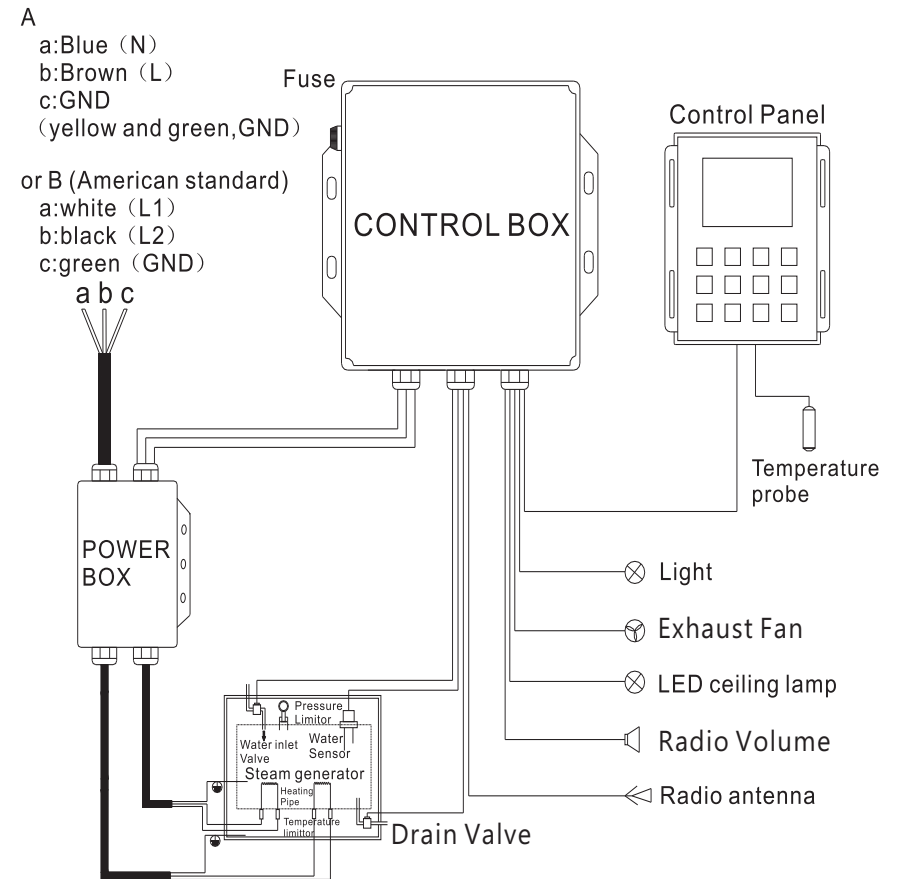 A
a:Blue（N）
b:Brown（L）
c:GND
（yellow and green,GND）
or B (American standard)
a:white（L1）
b:black（L2）
c:green（GND）
a b c
Fuse
CONTROL BOX
Control Panel
Temperature
probe
POWER
BOX
Light
Exhaust Fan
LED ceiling lamp
Radio Volume
Radio antenna
Pressure
Limitor
Water inlet
Valve
Water
Sensor
Steam generator
Heating
Pipe
Temperature
limittor
Drain Valve